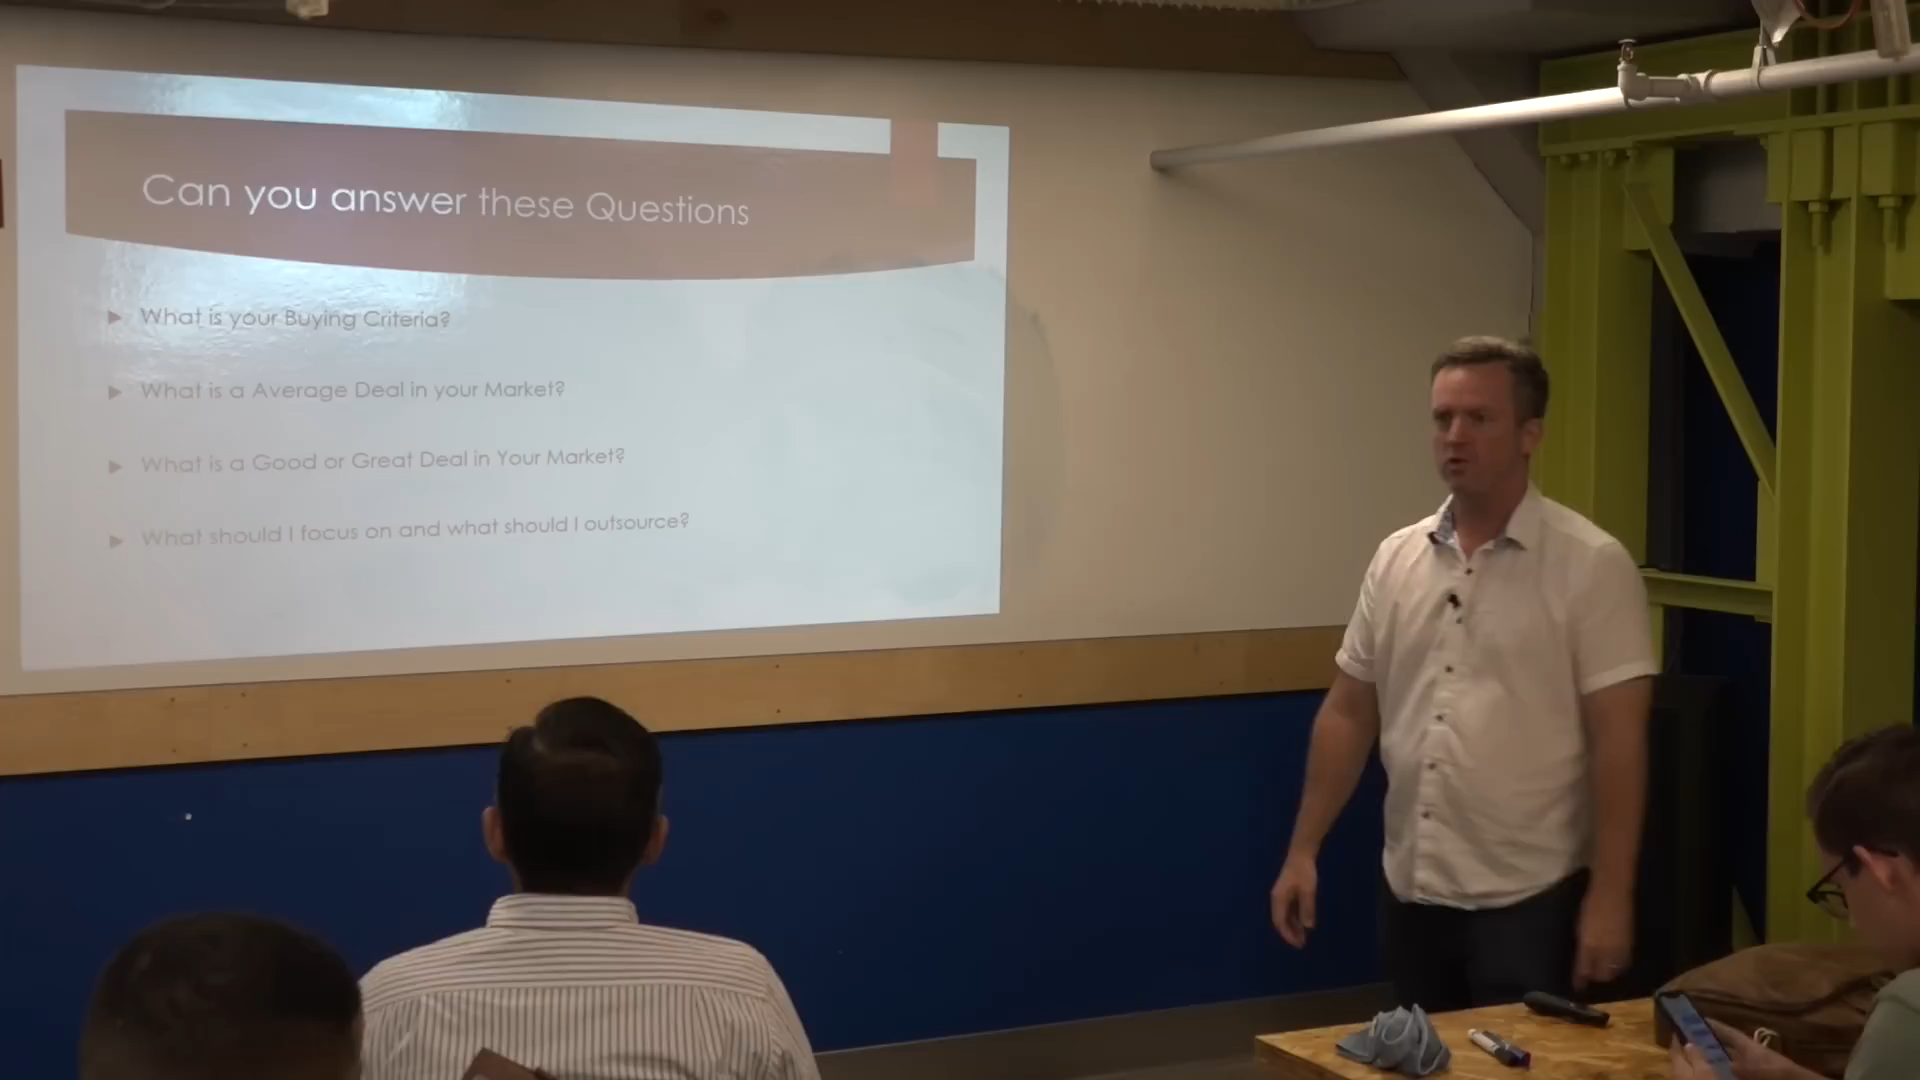 Can you answer these Questions
What is your Buying Criteria?
What is a Average Deal in your Market?
What is a Good or Great Deal in Your Market?
What should I focus on and what should I outsource?